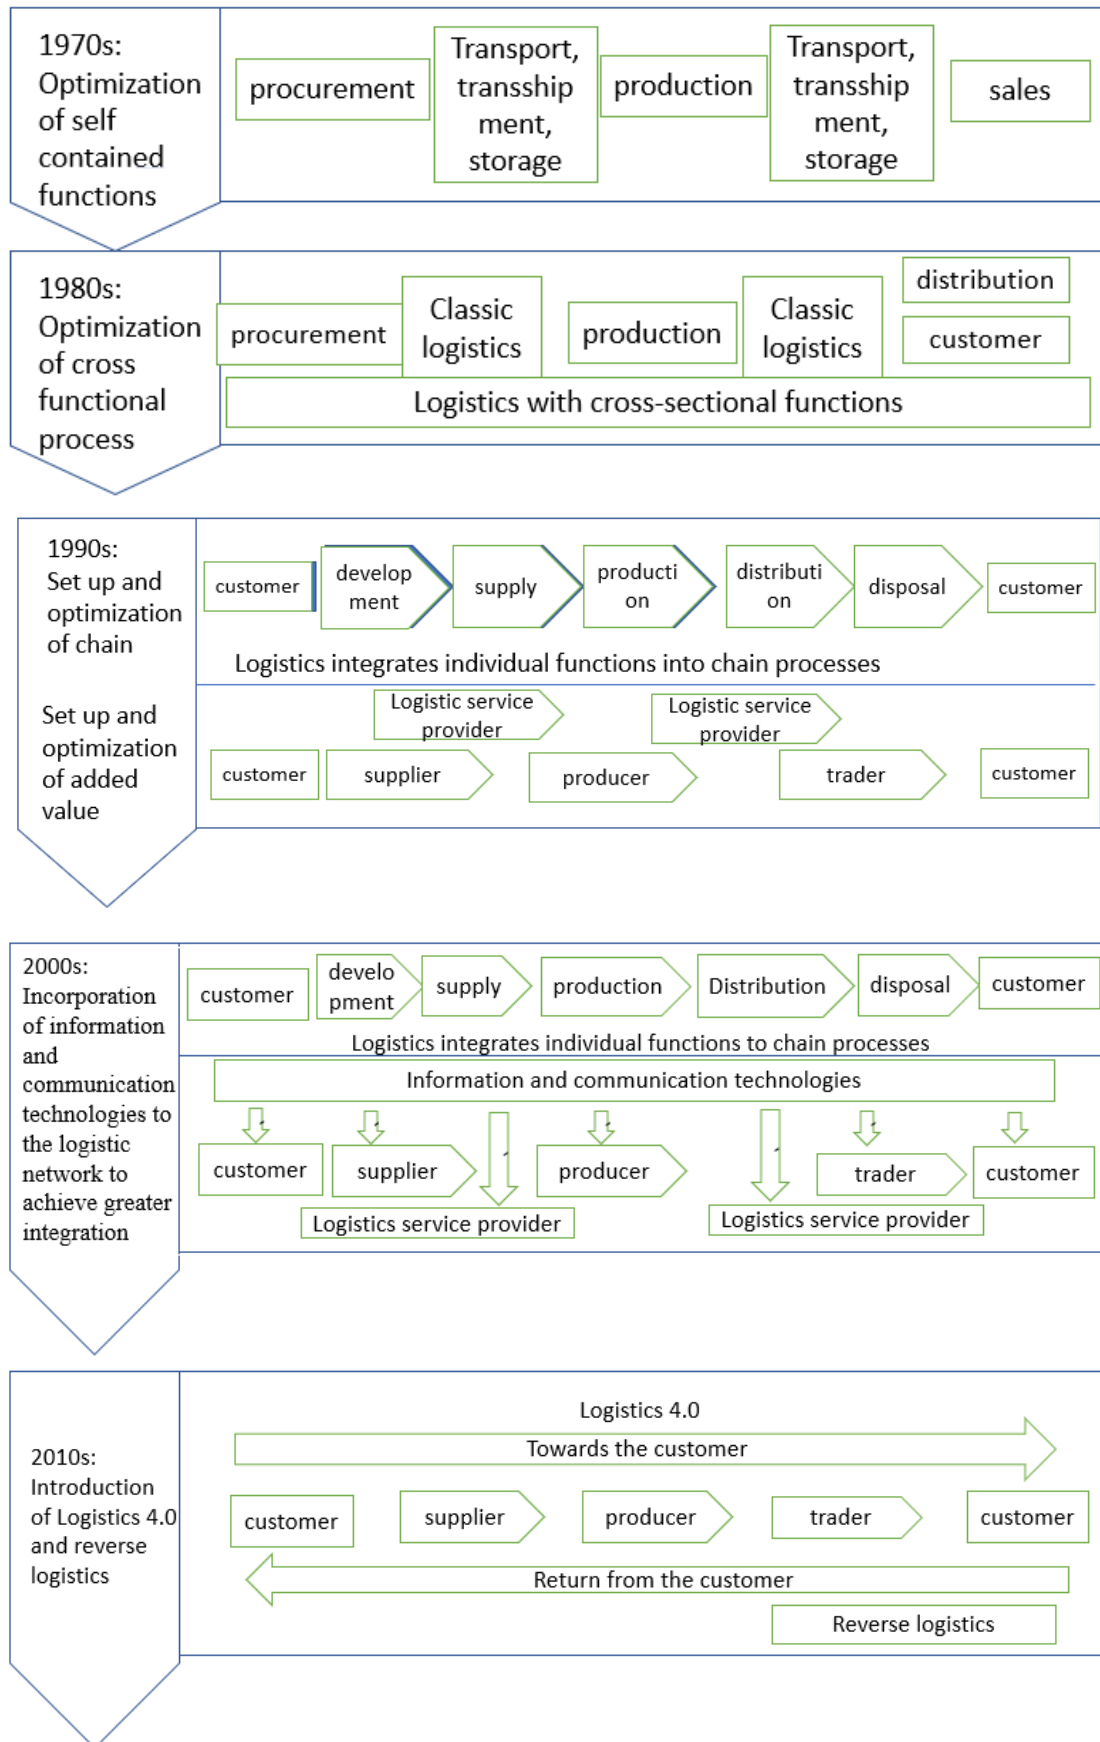 1970s:
Optimization
of self
contained
functions
procurement
Transport,
transship
ment,
storage
production
Transport,
transship
ment,
storage
sales
1980s:
Optimization
of cross
functional
process
procurement
Classic
logistics
production
Classic
logistics
distribution
customer
Logistics with cross-sectional functions
1990s:
Set up and
optimization
of chain
customer
develop
ment
supply
producti
on
distributi
on
disposal
customer
Logistics integrates individual functions into chain processes
Set up and
optimization
of added
value
Logistic service
provider
Logistic service
provider
customer
supplier
producer
trader
customer
2000s:
Incorporation
of information
and
communication
technologies to
the logistic
network to
achieve greater
integration
customer
develo
pment
supply
production
Distribution
disposal
customer
Logistics integrates individual functions to chain processes
Information and communication technologies
customer
supplier
producer
trader
customer
Logistics service provider
Logistics service provider
2010s:
Introduction
of Logistics 4.0
and reverse
logistics
Logistics 4.0
Towards the customer
customer
supplier
producer
trader
customer
Return from the customer
Reverse logistics